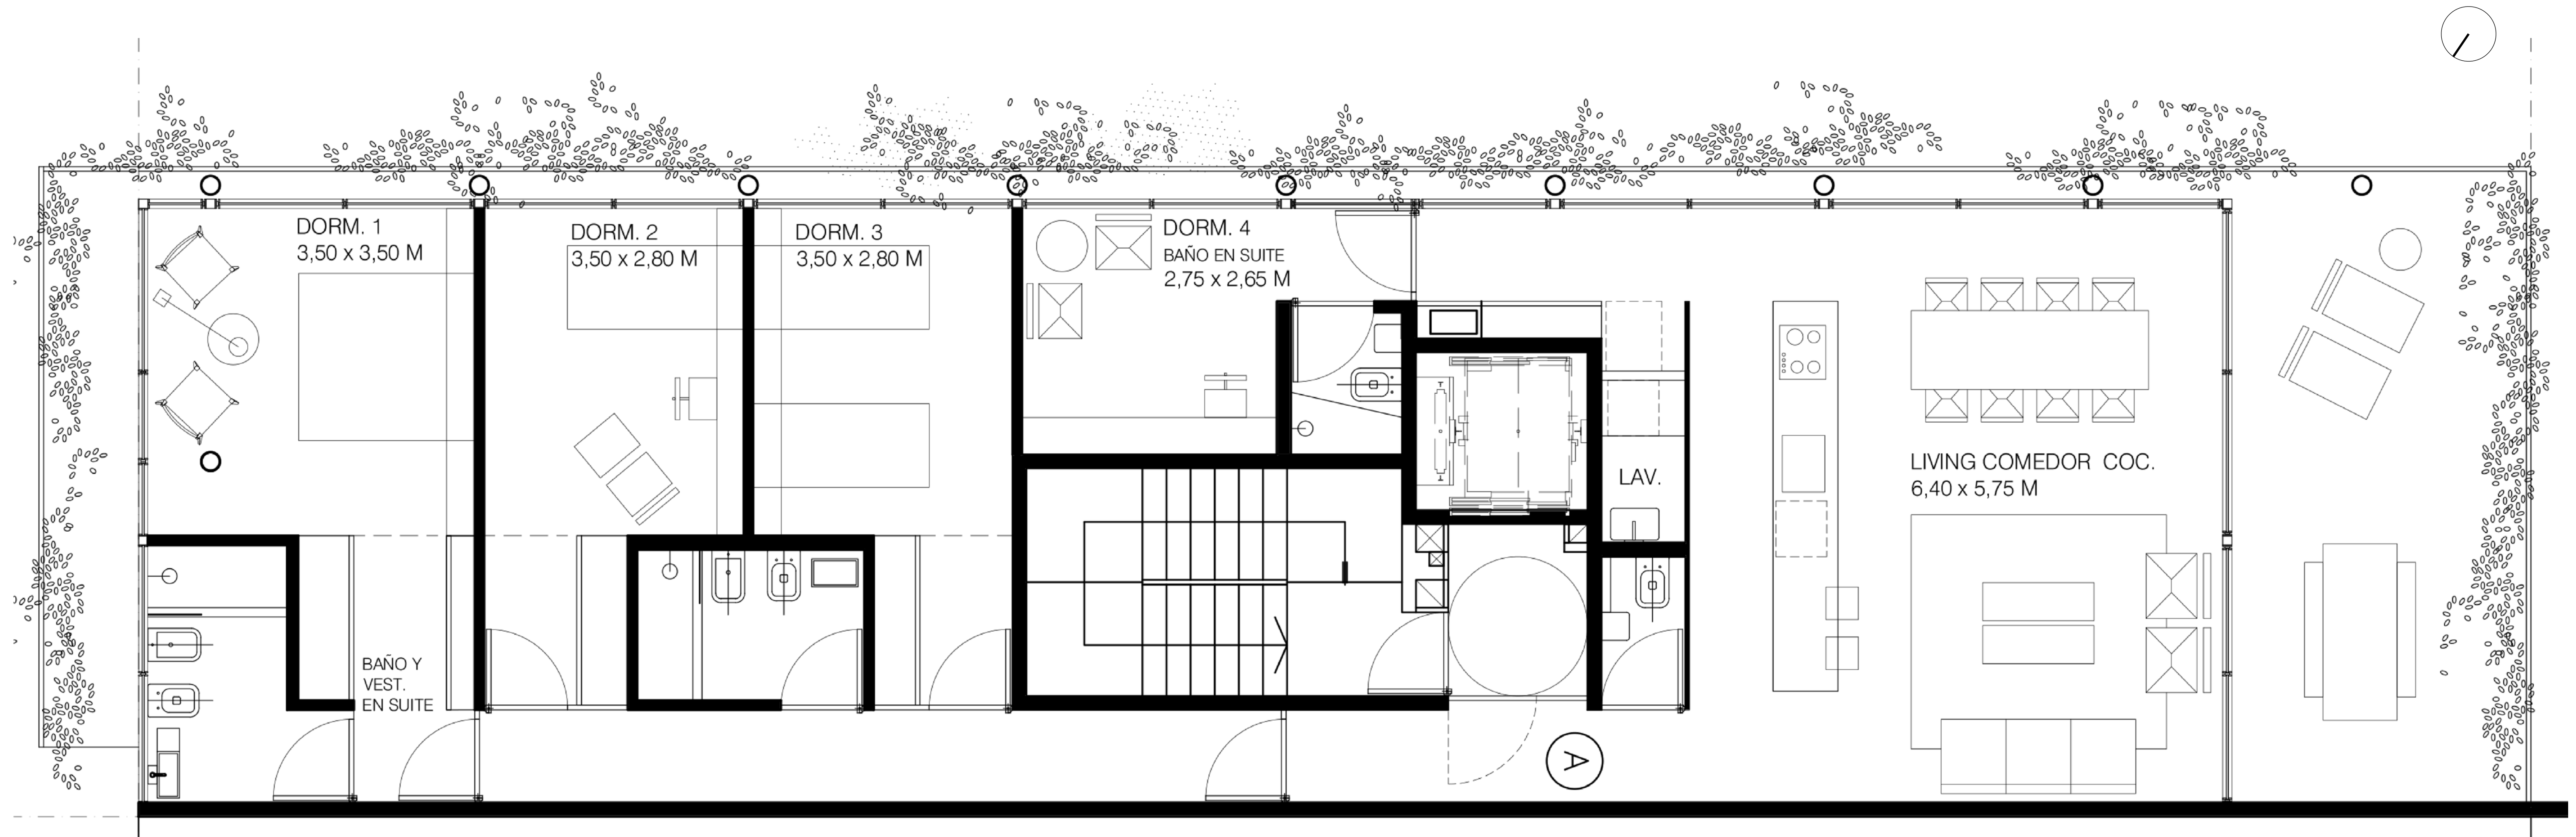 DORM. 1
3,50 x 3,50 M
DORM. 2
3,50 x 2,80 M
DORM. 3
3,50 x 2,80 M
DORM. 4
BAÑO EN SUITE
2,75 x 2,65 M
LAV.
LIVING COMEDOR COC.
6,40 x 5,75 M
BAÑO Y
VEST.
EN SUITE
A